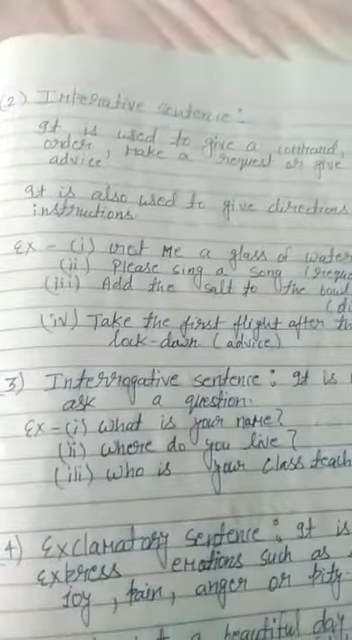 (2) Imperative sentence :
It is used to give a command,
order, make a request or give
advice.
It is also used to give directions
instructions.
Ex - (i) Get Me a glass of water
(ii) Please sing a song (reque
(iii) Add the salt to the bowl
(di
(iv) Take the first flight after th
lock-down (advice)
3) Interrogative sentence : It is
ask a question.
Ex - (i) What is your name?
(ii) Where do you live ?
(iii) Who is your class teach
4) Exclamatory sentence : It is
express emotions such as
Joy, pain, anger or pity.
a beautiful day